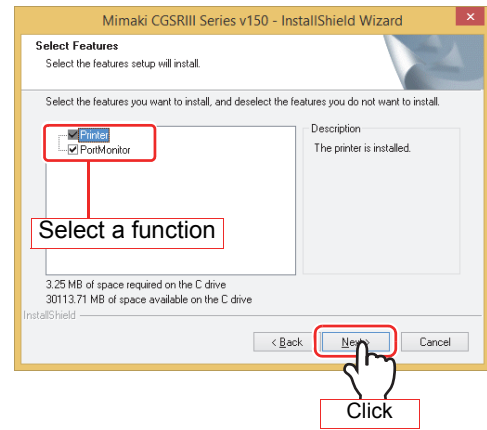 Mimaki CGSRIII Series v150 - InstallShield Wizard
Select Features
Select the features setup will install.
Select the features you want to install, and deselect the features you do not want to install.
Printer
PortMonitor
Description
The printer is installed.
Select a function
3.25 MB of space required on the C drive
30113.71 MB of space available on the C drive
InstallShield
< Back
Next >
Cancel
Click